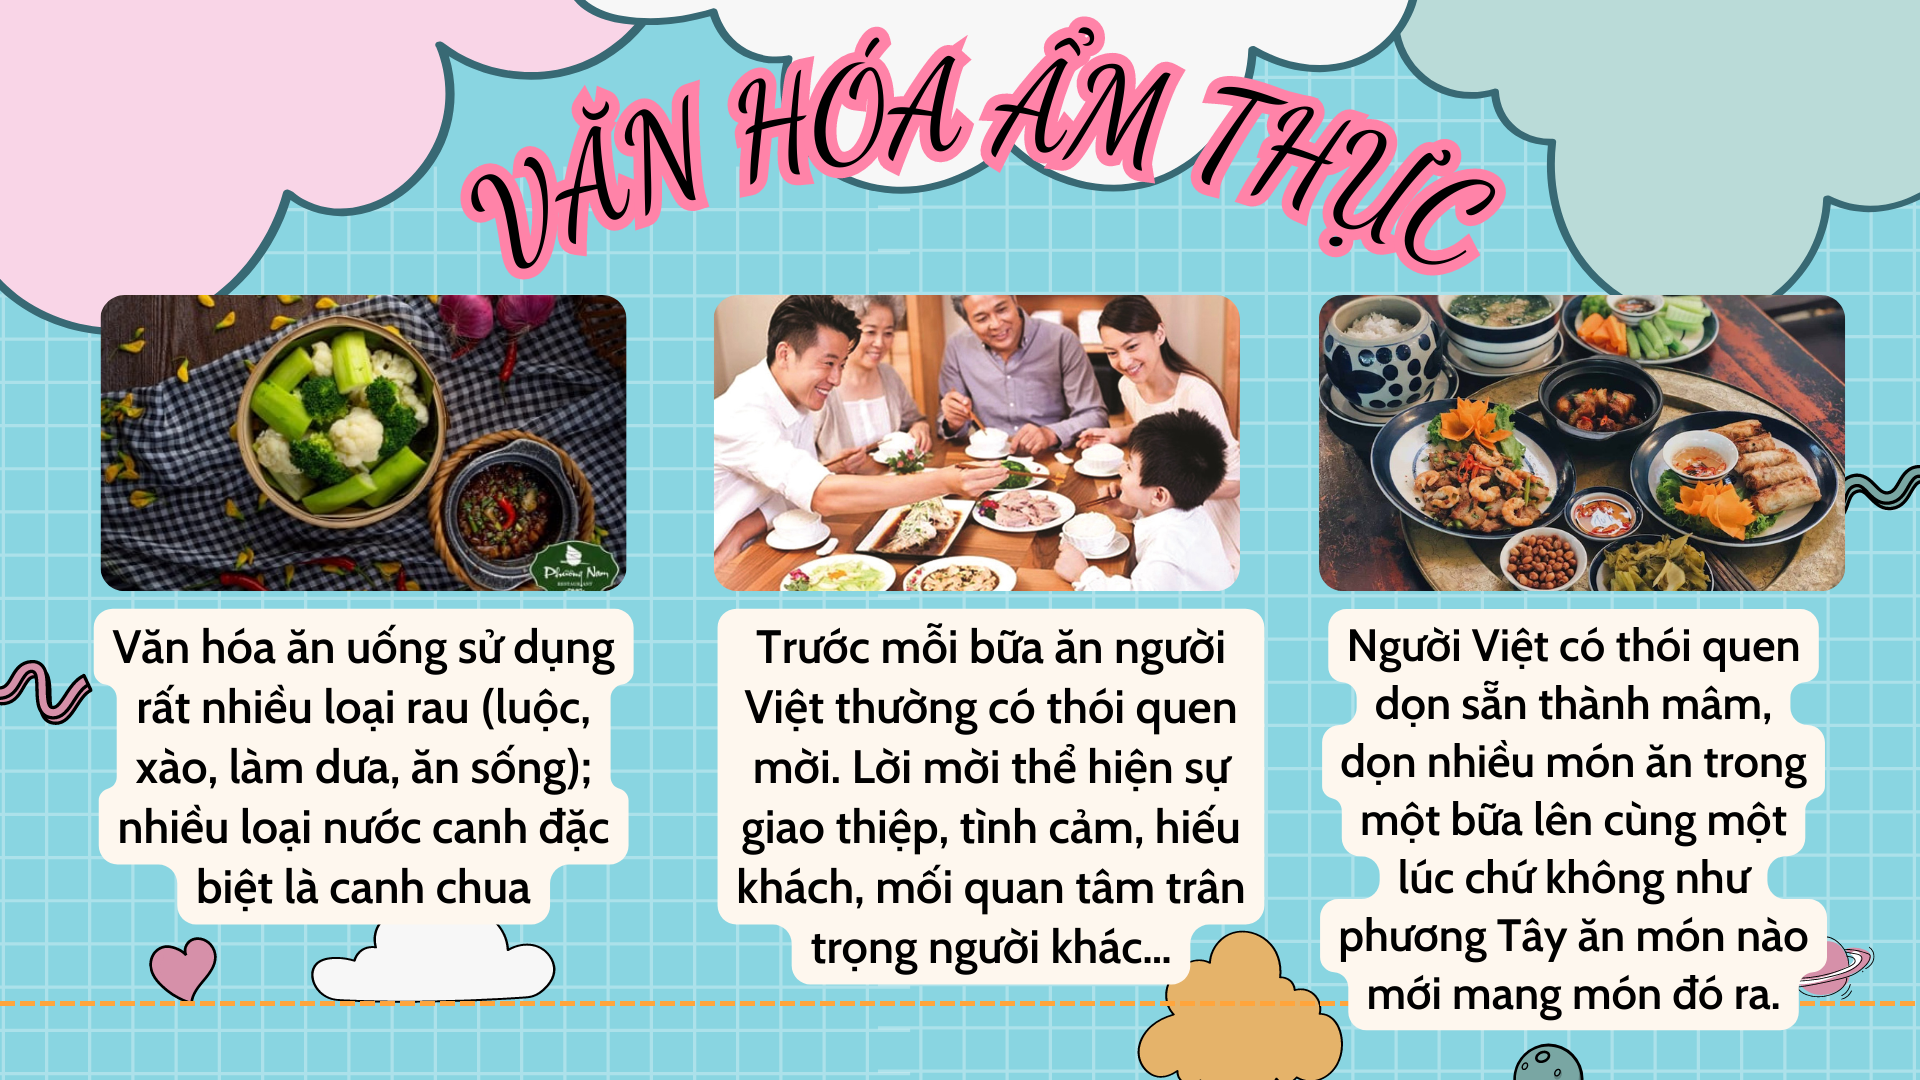 VĂN HÓA ẨM THỰC
Phương Nam
RESTAURANT
Văn hóa ăn uống sử dụng
rất nhiều loại rau (luộc,
xào, làm dưa, ăn sống);
nhiều loại nước canh đặc
biệt là canh chua
Trước mỗi bữa ăn người
Việt thường có thói quen
mời. Lời mời thể hiện sự
giao thiệp, tình cảm, hiếu
khách, mối quan tâm trân
trọng người khác...
Người Việt có thói quen
dọn sẵn thành mâm,
dọn nhiều món ăn trong
một bữa lên cùng một
lúc chứ không như
phương Tây ăn món nào
mới mang món đó ra.